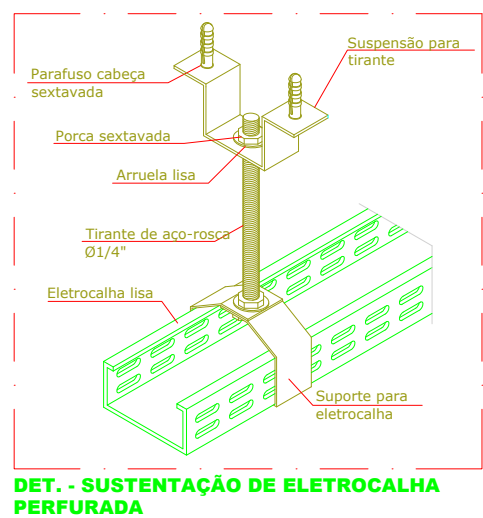 Suspensão para
tirante
Parafuso cabeça
sextavada
Porca sextavada
Arruela lisa
Tirante de aço-rosca
Ø1/4"
Eletrocalha lisa
Suporte para
eletrocalha
DET. - SUSTENTAÇÃO DE ELETROCALHA
PERFURADA